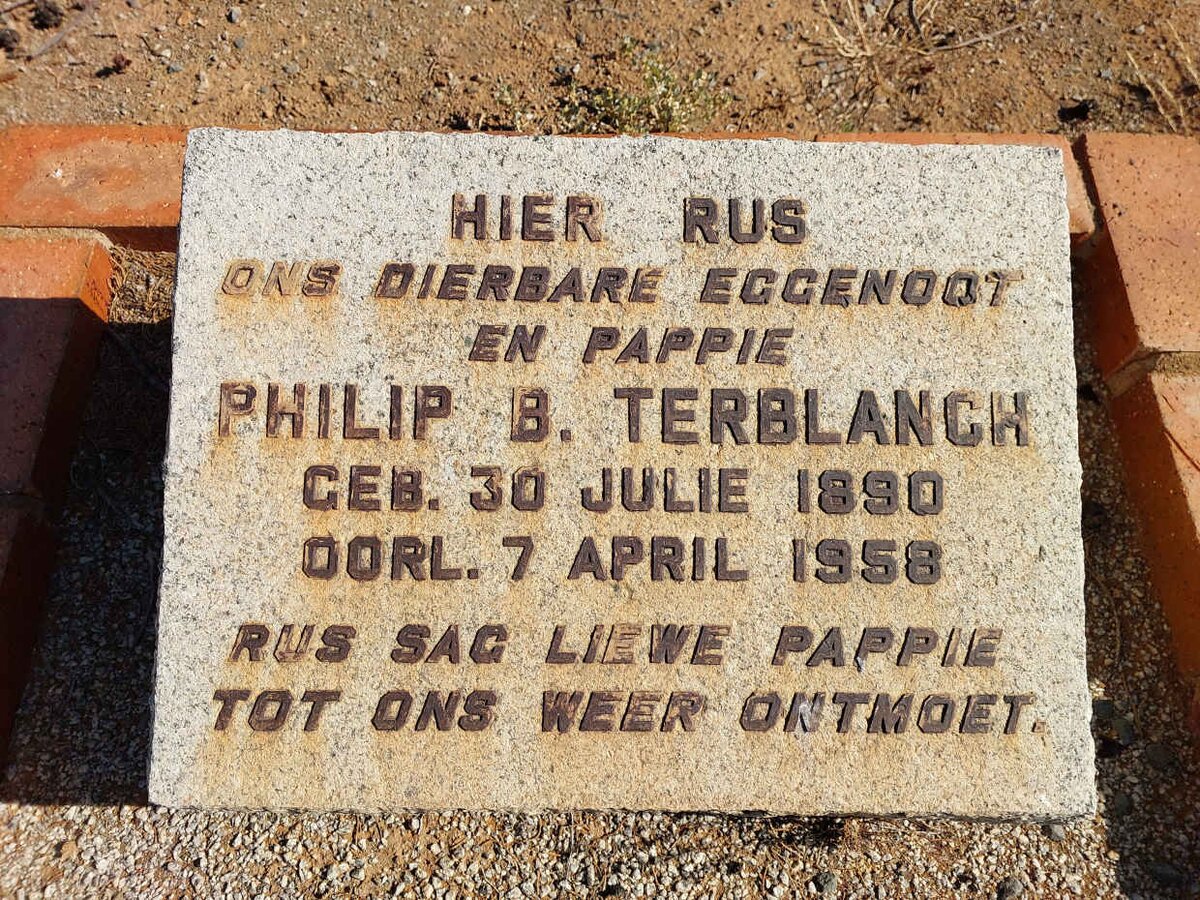 HIER RUS
ONS DIERBARE EGGENOOT
EN PAPPIE
PHILIP B. TERBLANCH
GEB. 30 JULIE 1890
OORL. 7 APRIL 1958
RUS SAG LIEWE PAPPIE
TOT ONS WEER ONTMOET.